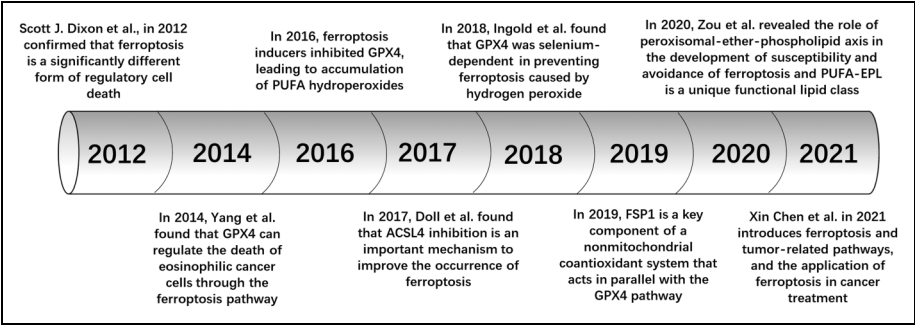 Scott J. Dixon et al., in 2012
confirmed that ferroptosis
is a significantly different
form of regulatory cell
death
In 2016, ferroptosis
inducers inhibited GPX4,
leading to accumulation
of PUFA hydroperoxides
In 2018, Ingold et al. found
that GPX4 was selenium-
dependent in preventing
ferroptosis caused by
hydrogen peroxide
In 2020, Zou et al. revealed the role of
peroxisomal-ether-phospholipid axis in
the development of susceptibility and
avoidance of ferroptosis and PUFA-EPL
is a unique functional lipid class
2012 2014 2016 2017 2018 2019 2020 2021
In 2014, Yang et al.
found that GPX4 can
regulate the death of
eosinophilic cancer
cells through the
ferroptosis pathway
In 2017, Doll et al. found
that ACSL4 inhibition is an
important mechanism to
improve the occurrence of
ferroptosis
In 2019, FSP1 is a key
component of a
nonmitochondrial
coantioxidant system that
acts in parallel with the
GPX4 pathway
Xin Chen et al. in 2021
introduces ferroptosis and
tumor-related pathways,
and the application of
ferroptosis in cancer
treatment